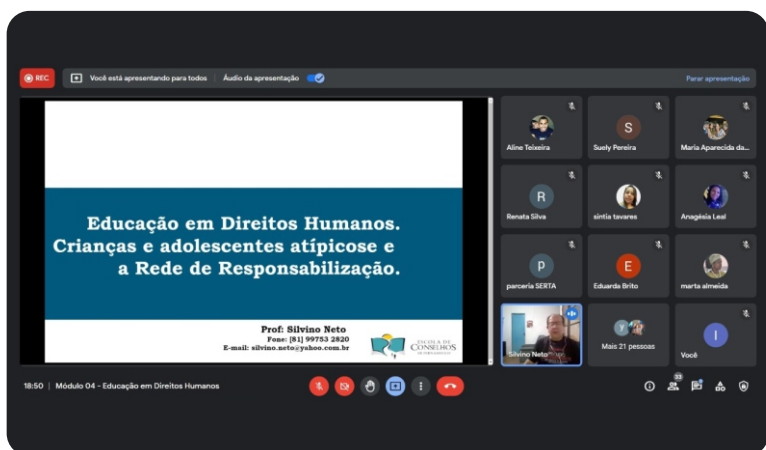 REC
Você está apresentando para todos
Áudio da apresentação
Parar apresentação
Educação em Direitos Humanos.
Crianças e adolescentes atípicose e
a Rede de Responsabilização.
Prof: Silvino Neto
Fone: [81] 99753 2820
E-mail: silvino.neto@yahoo.com.br
ESCOLA DE
CONSELHOS
DE PERNAMBUCO
Aline Teixeira
S
Suely Pereira
Maria Aparecida da...
R
Renata Silva
sintia tavares
Anagésia Leal
p
parceria SERTA
E
Eduarda Brito
marta almeida
Silvino Neto
Y
Mais 21 pessoas
I
Você
18:50 | Módulo 04 - Educação em Direitos Humanos
33